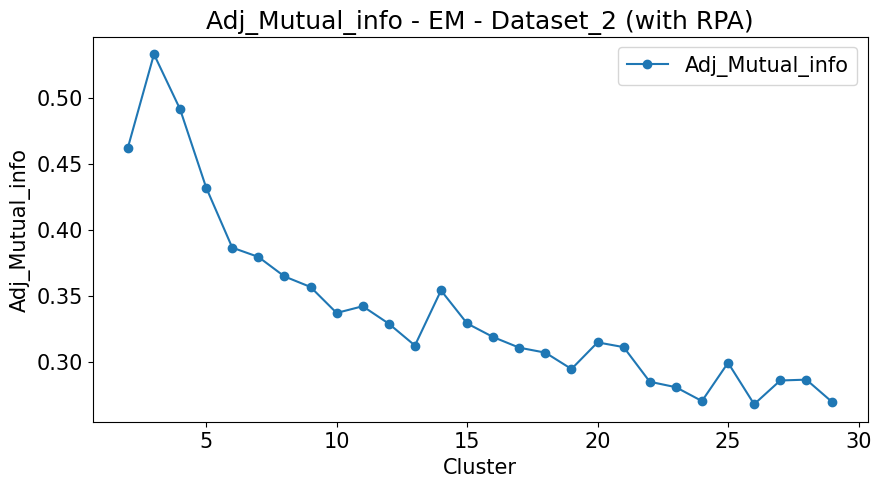 Adj_Mutual_info - EM - Dataset_2 (with RPA)
Adj_Mutual_info
Adj_Mutual_info
0.50
0.45
0.40
0.35
0.30
5 10 15 20 25 30
Cluster